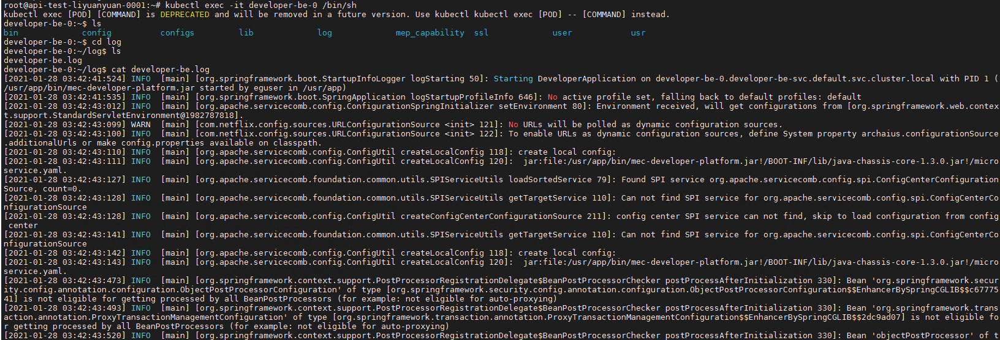 root@api-test-liyuanyuan-0001:~# kubectl exec -it developer-be-0 /bin/sh
kubectl exec [POD] [COMMAND] is DEPRECATED and will be removed in a future version. Use kubectl kubectl exec [POD] -- [COMMAND] instead.
developer-be-0:~$ ls
bin config configs lib log mep_capability ssl user usr
developer-be-0:~$ cd log
developer-be-0:~/log$ ls
developer-be.log
developer-be-0:~/log$ cat developer-be.log
[2021-01-28 03:42:41:524] INFO [main] [org.springframework.boot.StartupInfoLogger logStarting 50]: Starting DeveloperApplication on developer-be-0.developer-be-svc.default.svc.cluster.local with PID 1 (
/usr/app/bin/mec-developer-platform.jar started by eguser in /usr/app)
[2021-01-28 03:42:41:535] INFO [main] [org.springframework.boot.SpringApplication logStartupProfileInfo 646]: No active profile set, falling back to default profiles: default
[2021-01-28 03:42:43:012] INFO [main] [org.apache.servicecomb.config.ConfigurationSpringInitializer setEnvironment 80]: Environment received, will get configurations from [org.springframework.web.contex
t.support.StandardServletEnvironment@1982787818].
[2021-01-28 03:42:43:099] WARN [main] [com.netflix.config.sources.URLConfigurationSource <init> 121]: No URLs will be polled as dynamic configuration sources.
[2021-01-28 03:42:43:100] INFO [main] [com.netflix.config.sources.URLConfigurationSource <init> 122]: To enable URLs as dynamic configuration sources, define System property archaius.configurationSource
.additionalUrls or make config.properties available on classpath.
[2021-01-28 03:42:43:110] INFO [main] [org.apache.servicecomb.config.ConfigUtil createLocalConfig 118]: create local config:
[2021-01-28 03:42:43:111] INFO [main] [org.apache.servicecomb.config.ConfigUtil createLocalConfig 120]:  jar:file:/usr/app/bin/mec-developer-platform.jar!/BOOT-INF/lib/java-chassis-core-1.3.0.jar!/micro
service.yaml.
[2021-01-28 03:42:43:127] INFO [main] [org.apache.servicecomb.foundation.common.utils.SPIServiceUtils loadSortedService 79]: Found SPI service org.apache.servicecomb.config.spi.ConfigCenterConfiguration
Source, count=0.
[2021-01-28 03:42:43:128] INFO [main] [org.apache.servicecomb.foundation.common.utils.SPIServiceUtils getTargetService 110]: Can not find SPI service for org.apache.servicecomb.config.spi.ConfigCenterCo
nfigurationSource
[2021-01-28 03:42:43:128] INFO [main] [org.apache.servicecomb.config.ConfigUtil createConfigCenterConfigurationSource 211]: config center SPI service can not find, skip to load configuration from config
 center
[2021-01-28 03:42:43:141] INFO [main] [org.apache.servicecomb.foundation.common.utils.SPIServiceUtils getTargetService 110]: Can not find SPI service for org.apache.servicecomb.config.spi.ConfigCenterCo
nfigurationSource
[2021-01-28 03:42:43:142] INFO [main] [org.apache.servicecomb.config.ConfigUtil createLocalConfig 118]: create local config:
[2021-01-28 03:42:43:143] INFO [main] [org.apache.servicecomb.config.ConfigUtil createLocalConfig 120]:  jar:file:/usr/app/bin/mec-developer-platform.jar!/BOOT-INF/lib/java-chassis-core-1.3.0.jar!/micro
service.yaml.
[2021-01-28 03:42:43:473] INFO [main] [org.springframework.context.support.PostProcessorRegistrationDelegate$BeanPostProcessorChecker postProcessAfterInitialization 330]: Bean 'org.springframework.secur
ity.config.annotation.configuration.ObjectPostProcessorConfiguration' of type [org.springframework.security.config.annotation.configuration.ObjectPostProcessorConfiguration$$EnhancerBySpringCGLIB$$c67775
41] is not eligible for getting processed by all BeanPostProcessors (for example: not eligible for auto-proxying)
[2021-01-28 03:42:43:493] INFO [main] [org.springframework.context.support.PostProcessorRegistrationDelegate$BeanPostProcessorChecker postProcessAfterInitialization 330]: Bean 'org.springframework.trans
action.annotation.ProxyTransactionManagementConfiguration' of type [org.springframework.transaction.annotation.ProxyTransactionManagementConfiguration$$EnhancerBySpringCGLIB$$2dc9ad07] is not eligible fo
r getting processed by all BeanPostProcessors (for example: not eligible for auto-proxying)
[2021-01-28 03:42:43:520] INFO [main] [org.springframework.context.support.PostProcessorRegistrationDelegate$BeanPostProcessorChecker postProcessAfterInitialization 330]: Bean 'objectPostProcessor' of t